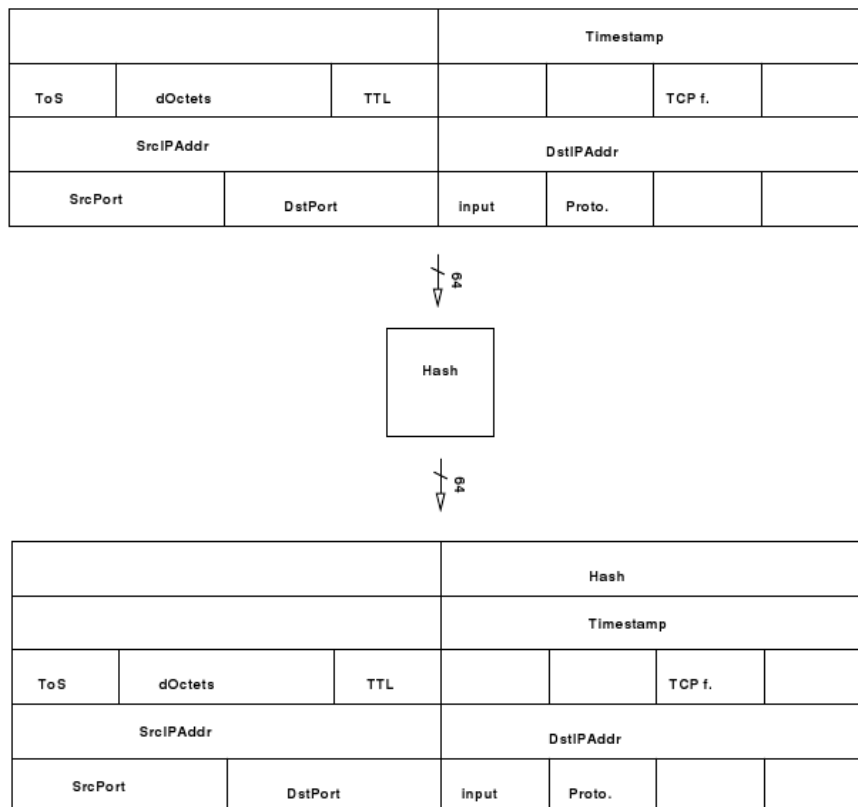 Timestamp
ToS dOctets TTL TCP f.
SrcIPAddr DstIPAddr
SrcPort DstPort input Proto.
64
Hash
64
Hash
Timestamp
ToS dOctets TTL TCP f.
SrcIPAddr DstIPAddr
SrcPort DstPort input Proto.